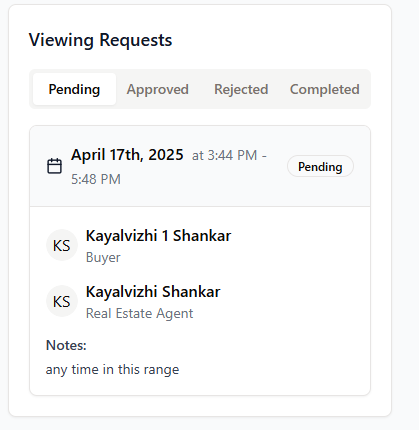 Viewing Requests
Pending Approved Rejected Completed
April 17th, 2025 at 3:44 PM -
5:48 PM
Pending
KS
Kayalvizhi 1 Shankar
Buyer
KS
Kayalvizhi Shankar
Real Estate Agent
Notes:
any time in this range